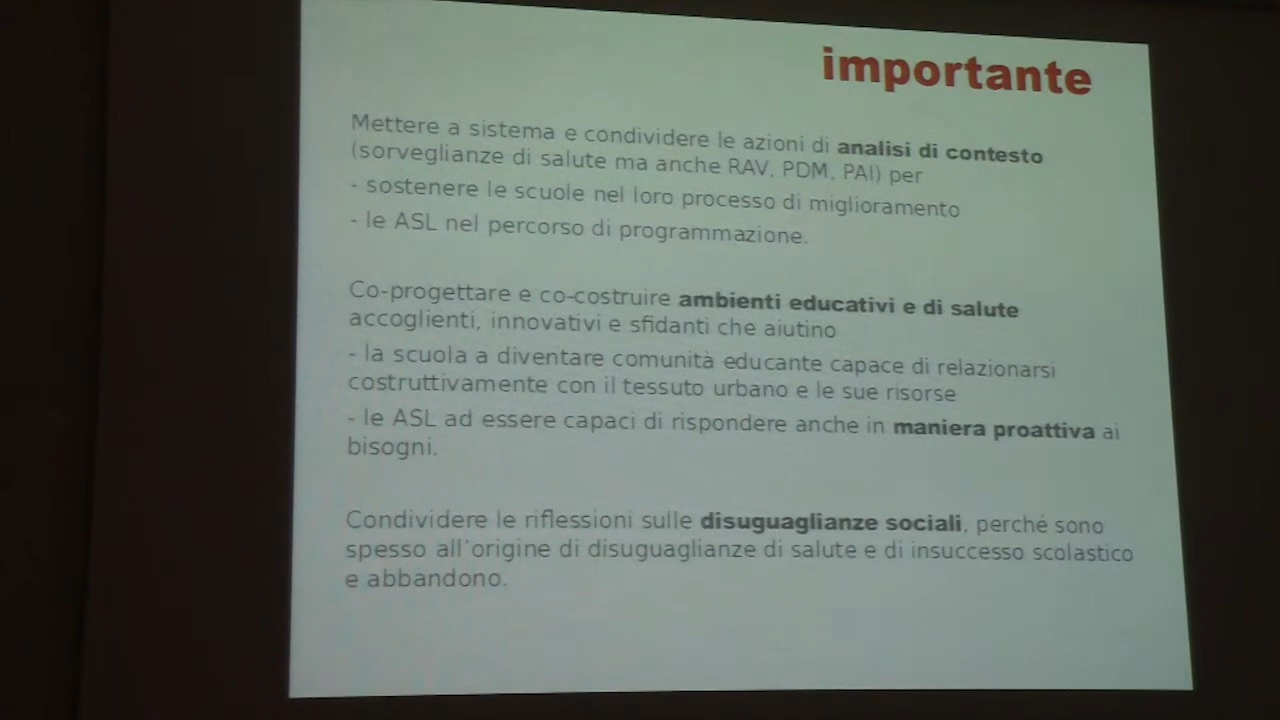 importante
Mettere a sistema e condividere le azioni di analisi di contesto
(sorveglianze di salute ma anche RAV, PDM, PAI) per
- sostenere le scuole nel loro processo di miglioramento
- le ASL nel percorso di programmazione.
Co-progettare e co-costruire ambienti educativi e di salute
accoglienti, innovativi e sfidanti che aiutino
- la scuola a diventare comunità educante capace di relazionarsi
costruttivamente con il tessuto urbano e le sue risorse
- le ASL ad essere capaci di rispondere anche in maniera proattiva ai
bisogni.
Condividere le riflessioni sulle disuguaglianze sociali, perché sono
spesso all'origine di disuguaglianze di salute e di insuccesso scolastico
e abbandono.